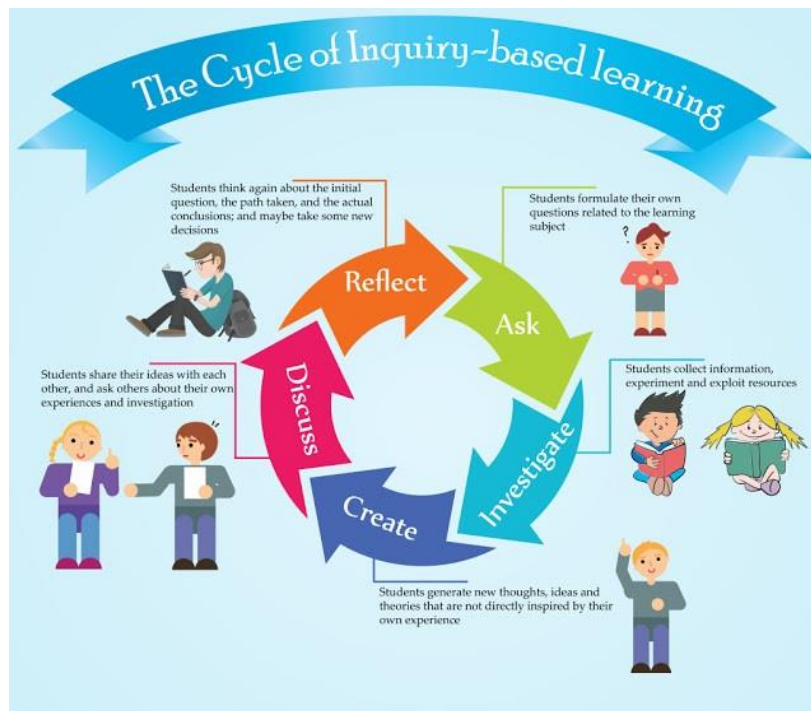 The Cycle of Inquiry-based learning
Students think again about the initial
question, the path taken, and the actual
conclusions; and maybe take some new
decisions
Students formulate their own
questions related to the learning
subject
?
Reflect
Ask
Students share their ideas with each
other, and ask others about their own
experiences and investigation
Students collect information,
experiment and exploit resources
Discuss
Investigate
Create
Students generate new thoughts, ideas and
theories that are not directly inspired by their
own experience